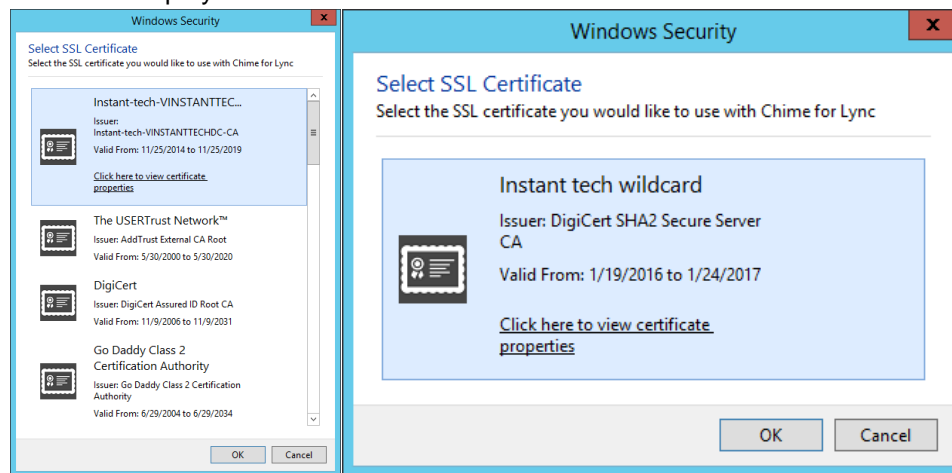 Windows Security
x
Select SSL Certificate
Select the SSL certificate you would like to use with Chime for Lync
Instant-tech-VINSTANTTEC...
Issuer:
Instant-tech-VINSTANTTECHDC-CA
Valid From: 11/25/2014 to 11/25/2019
Click here to view certificate
properties
The USERTrust Network™
Issuer: AddTrust External CA Root
Valid From: 5/30/2000 to 5/30/2020
DigiCert
Issuer: DigiCert Assured ID Root CA
Valid From: 11/9/2006 to 11/9/2031
Go Daddy Class 2
Certification Authority
Issuer: Go Daddy Class 2 Certification
Authority
Valid From: 6/29/2004 to 6/29/2034
OK Cancel
Windows Security
x
Select SSL Certificate
Select the SSL certificate you would like to use with Chime for Lync
Instant tech wildcard
Issuer: DigiCert SHA2 Secure Server
CA
Valid From: 1/19/2016 to 1/24/2017
Click here to view certificate
properties
OK Cancel